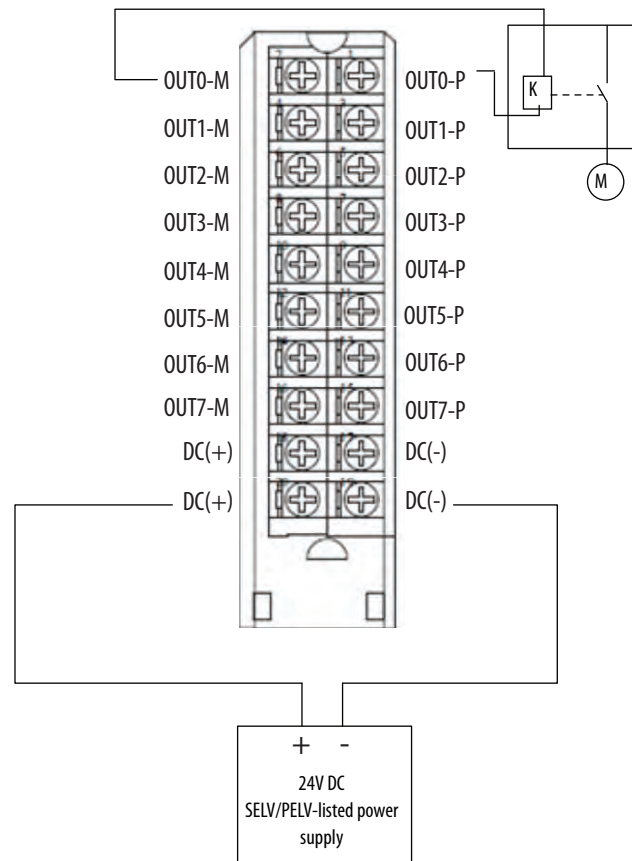 OUT0-M OUT0-P K
OUT1-M OUT1-P
OUT2-M OUT2-P M
OUT3-M OUT3-P
OUT4-M OUT4-P
OUT5-M OUT5-P
OUT6-M OUT6-P
OUT7-M OUT7-P
DC(+) DC(-)
DC(+) DC(-)
+ -
24V DC
SELV/PELV-listed power
supply